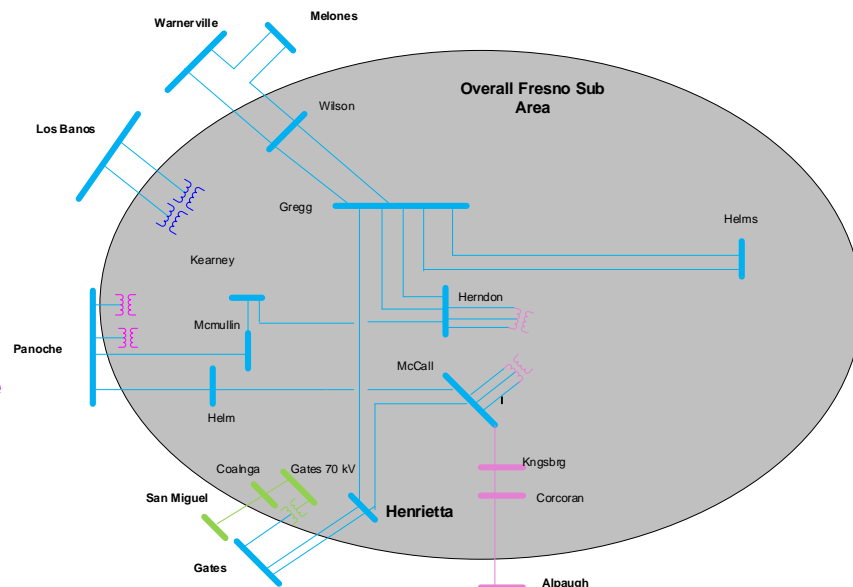 Melones
Warnerville
Overall Fresno Sub
Area
Wilson
Los Banos
Gregg
Helms
Kearney
Herndon
Mcmullin
Panoche
McCall
Helm
Kngsbrg
Coalnga
Gates 70 kV
San Miguel
Corcoran
Henrietta
Gates
Alpaugh